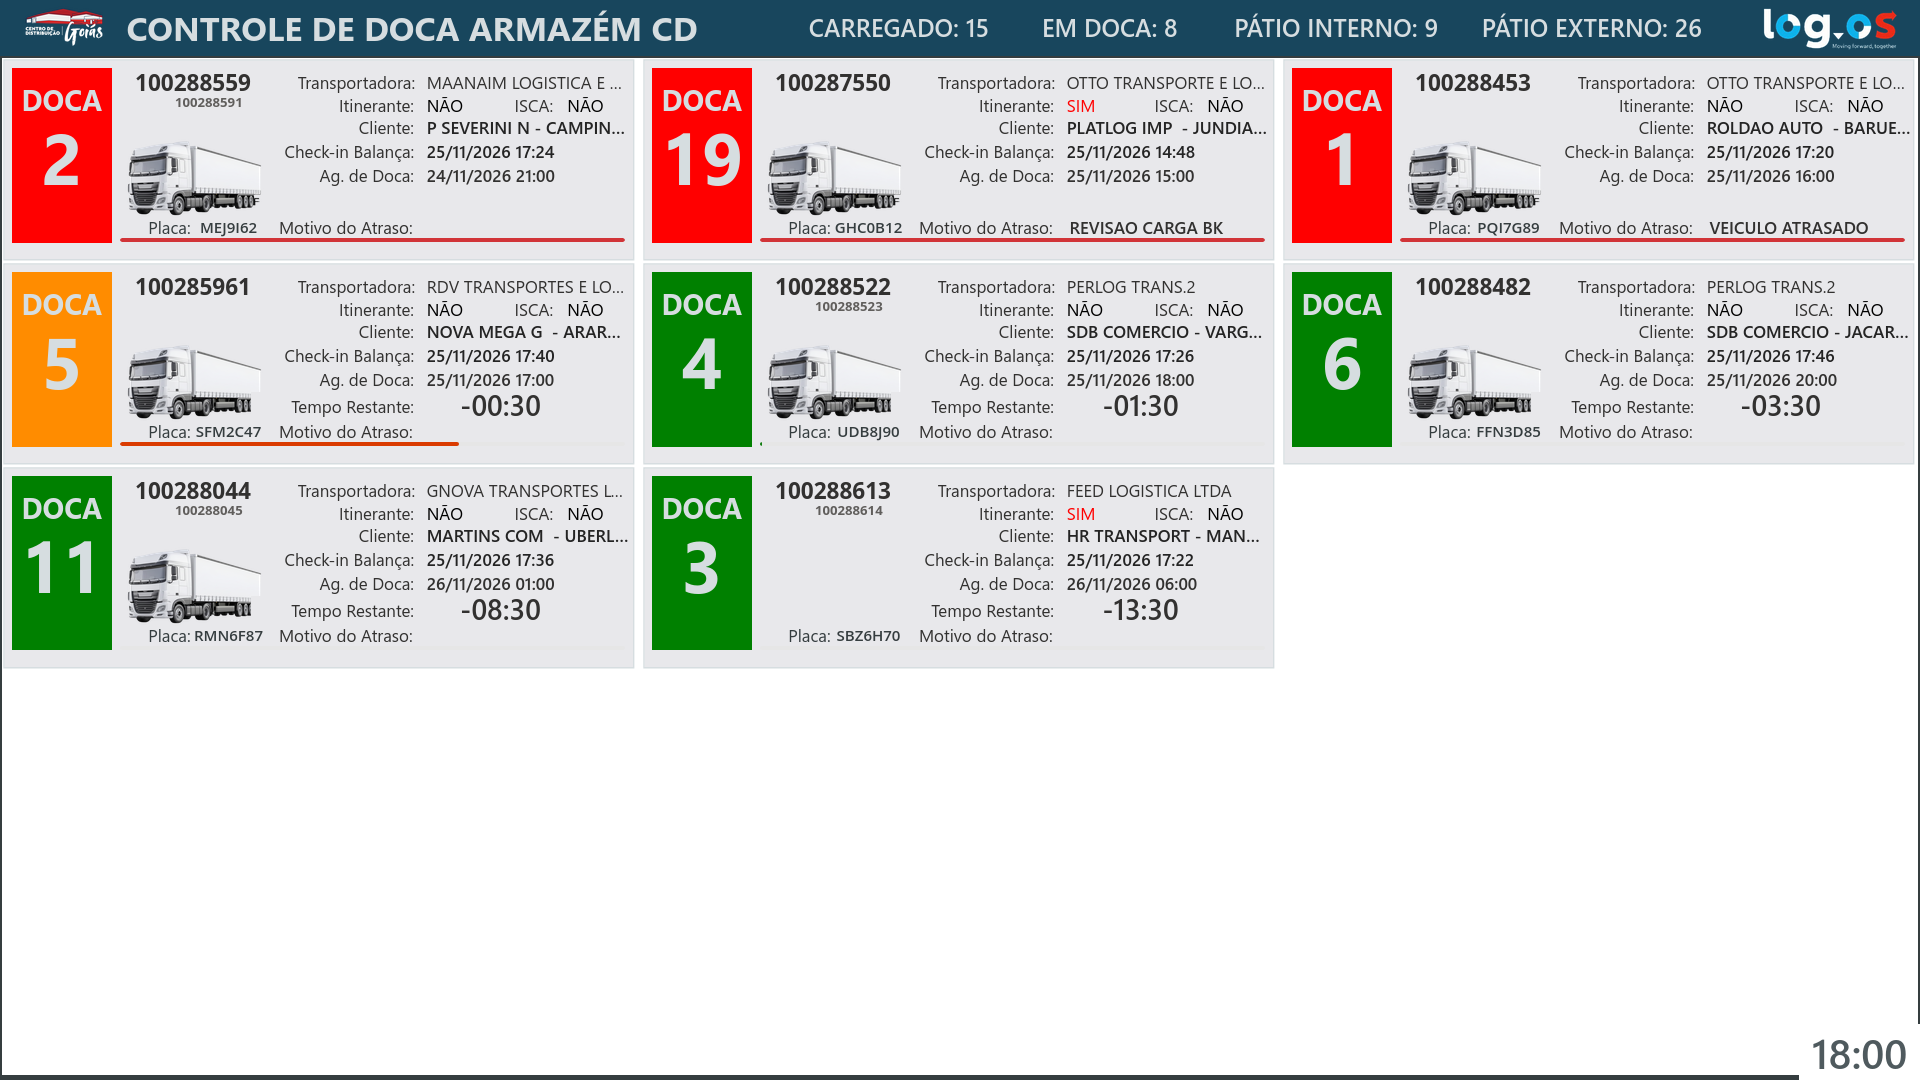 CENTRO DE DISTRIBUIÇÃO Goiás
CONTROLE DE DOCA ARMAZÉM CD
CARREGADO: 15
EM DOCA: 8
PÁTIO INTERNO: 9
PÁTIO EXTERNO: 26
log.os
Moving forward, together
DOCA
2
100288559
100288591
Transportadora: MAANAIM LOGISTICA E ...
Itinerante: NÃO ISCA: NÃO
Cliente: P SEVERINI N - CAMPIN...
Check-in Balança: 25/11/2026 17:24
Ag. de Doca: 24/11/2026 21:00
Placa: MEJ9I62 Motivo do Atraso:
DOCA
19
100287550
Transportadora: OTTO TRANSPORTE E LO...
Itinerante: SIM ISCA: NÃO
Cliente: PLATLOG IMP - JUNDIA...
Check-in Balança: 25/11/2026 14:48
Ag. de Doca: 25/11/2026 15:00
Placa: GHC0B12 Motivo do Atraso: REVISAO CARGA BK
DOCA
1
100288453
Transportadora: OTTO TRANSPORTE E LO...
Itinerante: NÃO ISCA: NÃO
Cliente: ROLDAO AUTO - BARUE...
Check-in Balança: 25/11/2026 17:20
Ag. de Doca: 25/11/2026 16:00
Placa: PQI7G89 Motivo do Atraso: VEICULO ATRASADO
DOCA
5
100285961
Transportadora: RDV TRANSPORTES E LO...
Itinerante: NÃO ISCA: NÃO
Cliente: NOVA MEGA G - ARAR...
Check-in Balança: 25/11/2026 17:40
Ag. de Doca: 25/11/2026 17:00
Tempo Restante: -00:30
Placa: SFM2C47 Motivo do Atraso:
DOCA
4
100288522
100288523
Transportadora: PERLOG TRANS.2
Itinerante: NÃO ISCA: NÃO
Cliente: SDB COMERCIO - VARG...
Check-in Balança: 25/11/2026 17:26
Ag. de Doca: 25/11/2026 18:00
Tempo Restante: -01:30
Placa: UDB8J90 Motivo do Atraso:
DOCA
6
100288482
Transportadora: PERLOG TRANS.2
Itinerante: NÃO ISCA: NÃO
Cliente: SDB COMERCIO - JACAR...
Check-in Balança: 25/11/2026 17:46
Ag. de Doca: 25/11/2026 20:00
Tempo Restante: -03:30
Placa: FFN3D85 Motivo do Atraso:
DOCA
11
100288044
100288045
Transportadora: GNOVA TRANSPORTES L...
Itinerante: NÃO ISCA: NÃO
Cliente: MARTINS COM - UBERL...
Check-in Balança: 25/11/2026 17:36
Ag. de Doca: 26/11/2026 01:00
Tempo Restante: -08:30
Placa: RMN6F87 Motivo do Atraso:
DOCA
3
100288613
100288614
Transportadora: FEED LOGISTICA LTDA
Itinerante: SIM ISCA: NÃO
Cliente: HR TRANSPORT - MAN...
Check-in Balança: 25/11/2026 17:22
Ag. de Doca: 26/11/2026 06:00
Tempo Restante: -13:30
Placa: SBZ6H70 Motivo do Atraso:
18:00